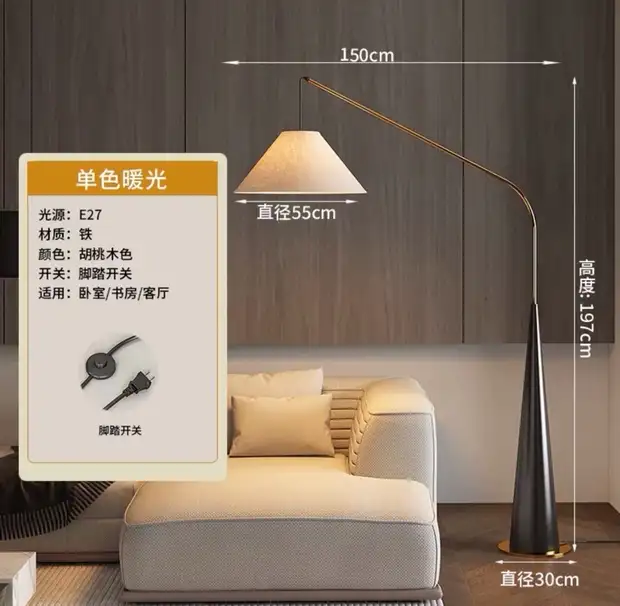 150cm
单色暖光
光源：E27
材质：铁
颜色：胡桃木色
开关：脚踏开关
适用：卧室/书房/客厅
脚踏开关
直径55cm
高度: 197cm
直径30cm